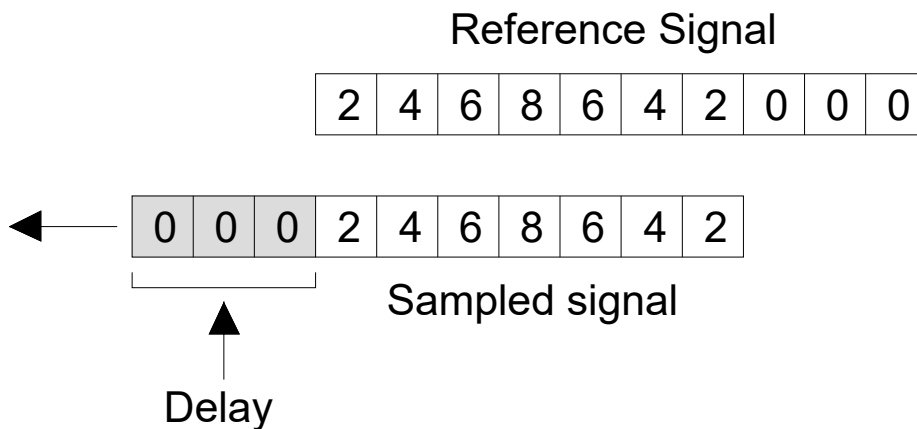 Reference Signal
2 4 6 8 6 4 2 0 0 0
0 0 0 2 4 6 8 6 4 2
Sampled signal
Delay